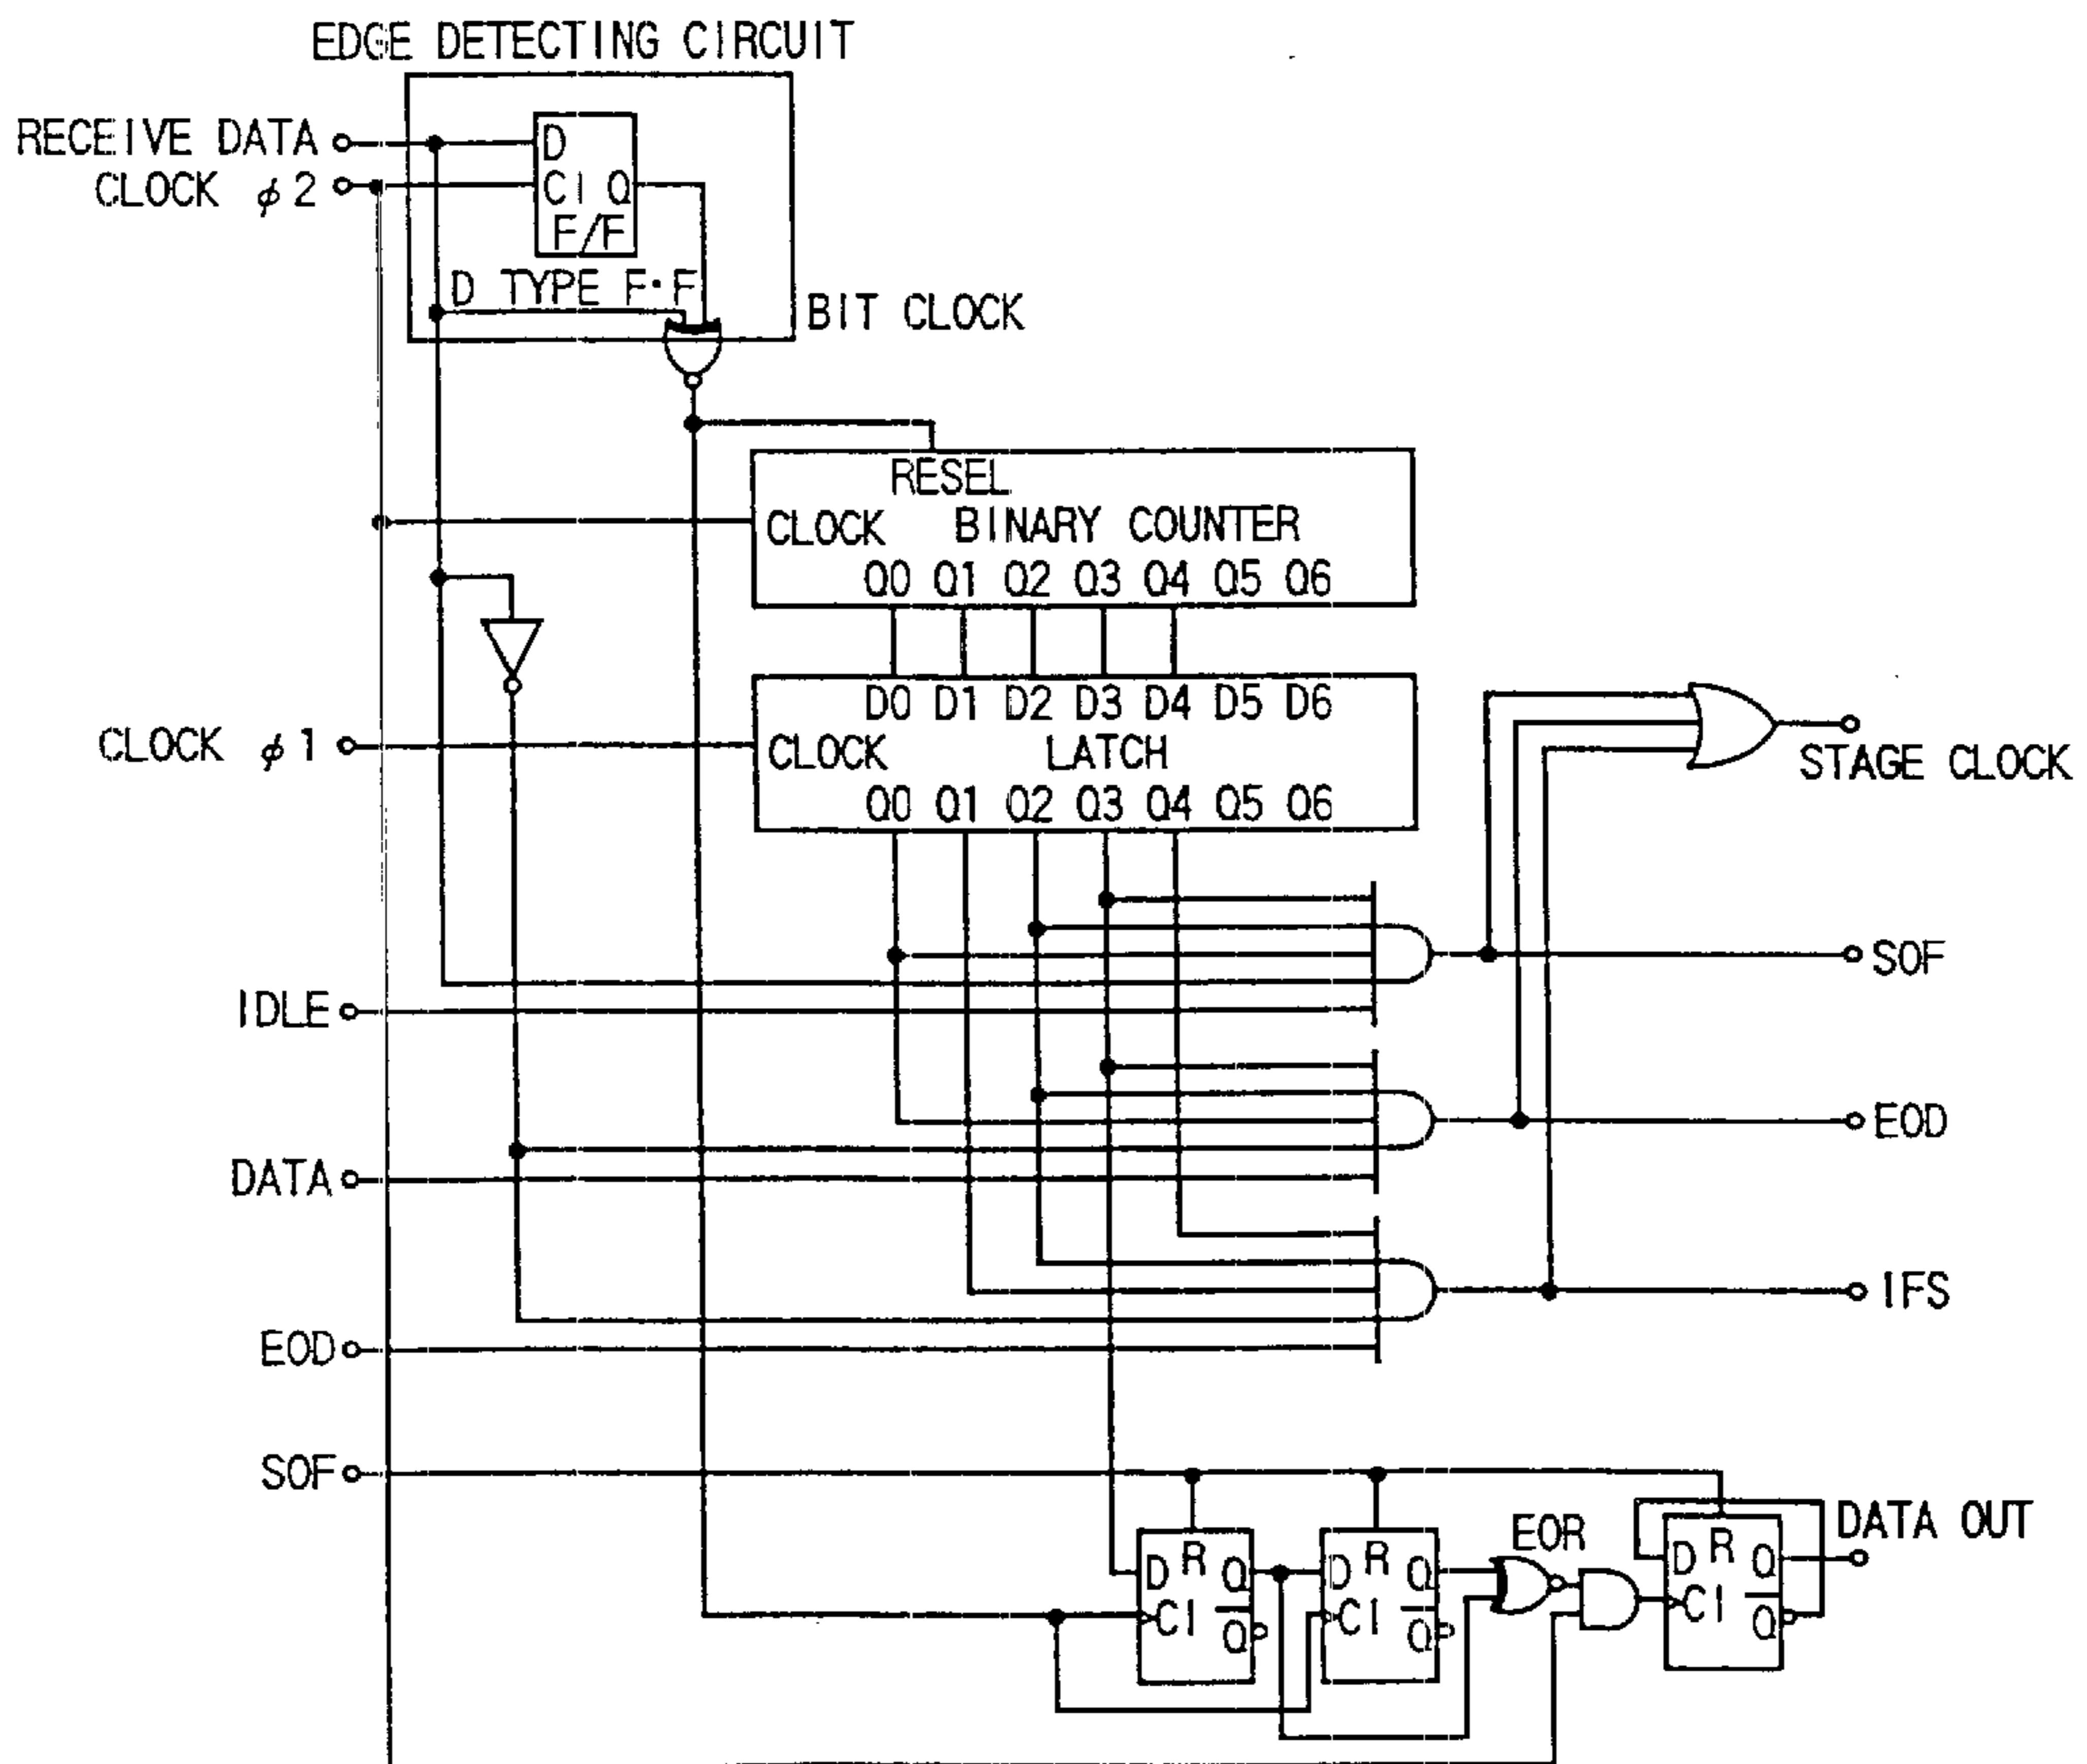 EDGE DETECTING CIRCUIT
RECEIVE DATA
CLOCK φ2
D
CI Q
F/F
D TYPE F·F
BIT CLOCK
RESEL
CLOCK BINARY COUNTER
Q0 Q1 Q2 Q3 Q4 Q5 Q6
D0 D1 D2 D3 D4 D5 D6
CLOCK φ1
CLOCK LATCH
STAGE CLOCK
Q0 Q1 Q2 Q3 Q4 Q5 Q6
SOF
IDLE
EOD
DATA
IFS
EOD
SOF
EOR
DATA OUT
D R Q
CI Q
D R Q
CI Q
D R Q
CI Q